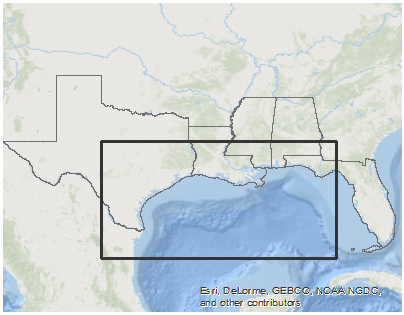 Esri, DeLorme, GEBCO, NOAA NGDC,
and other contributors